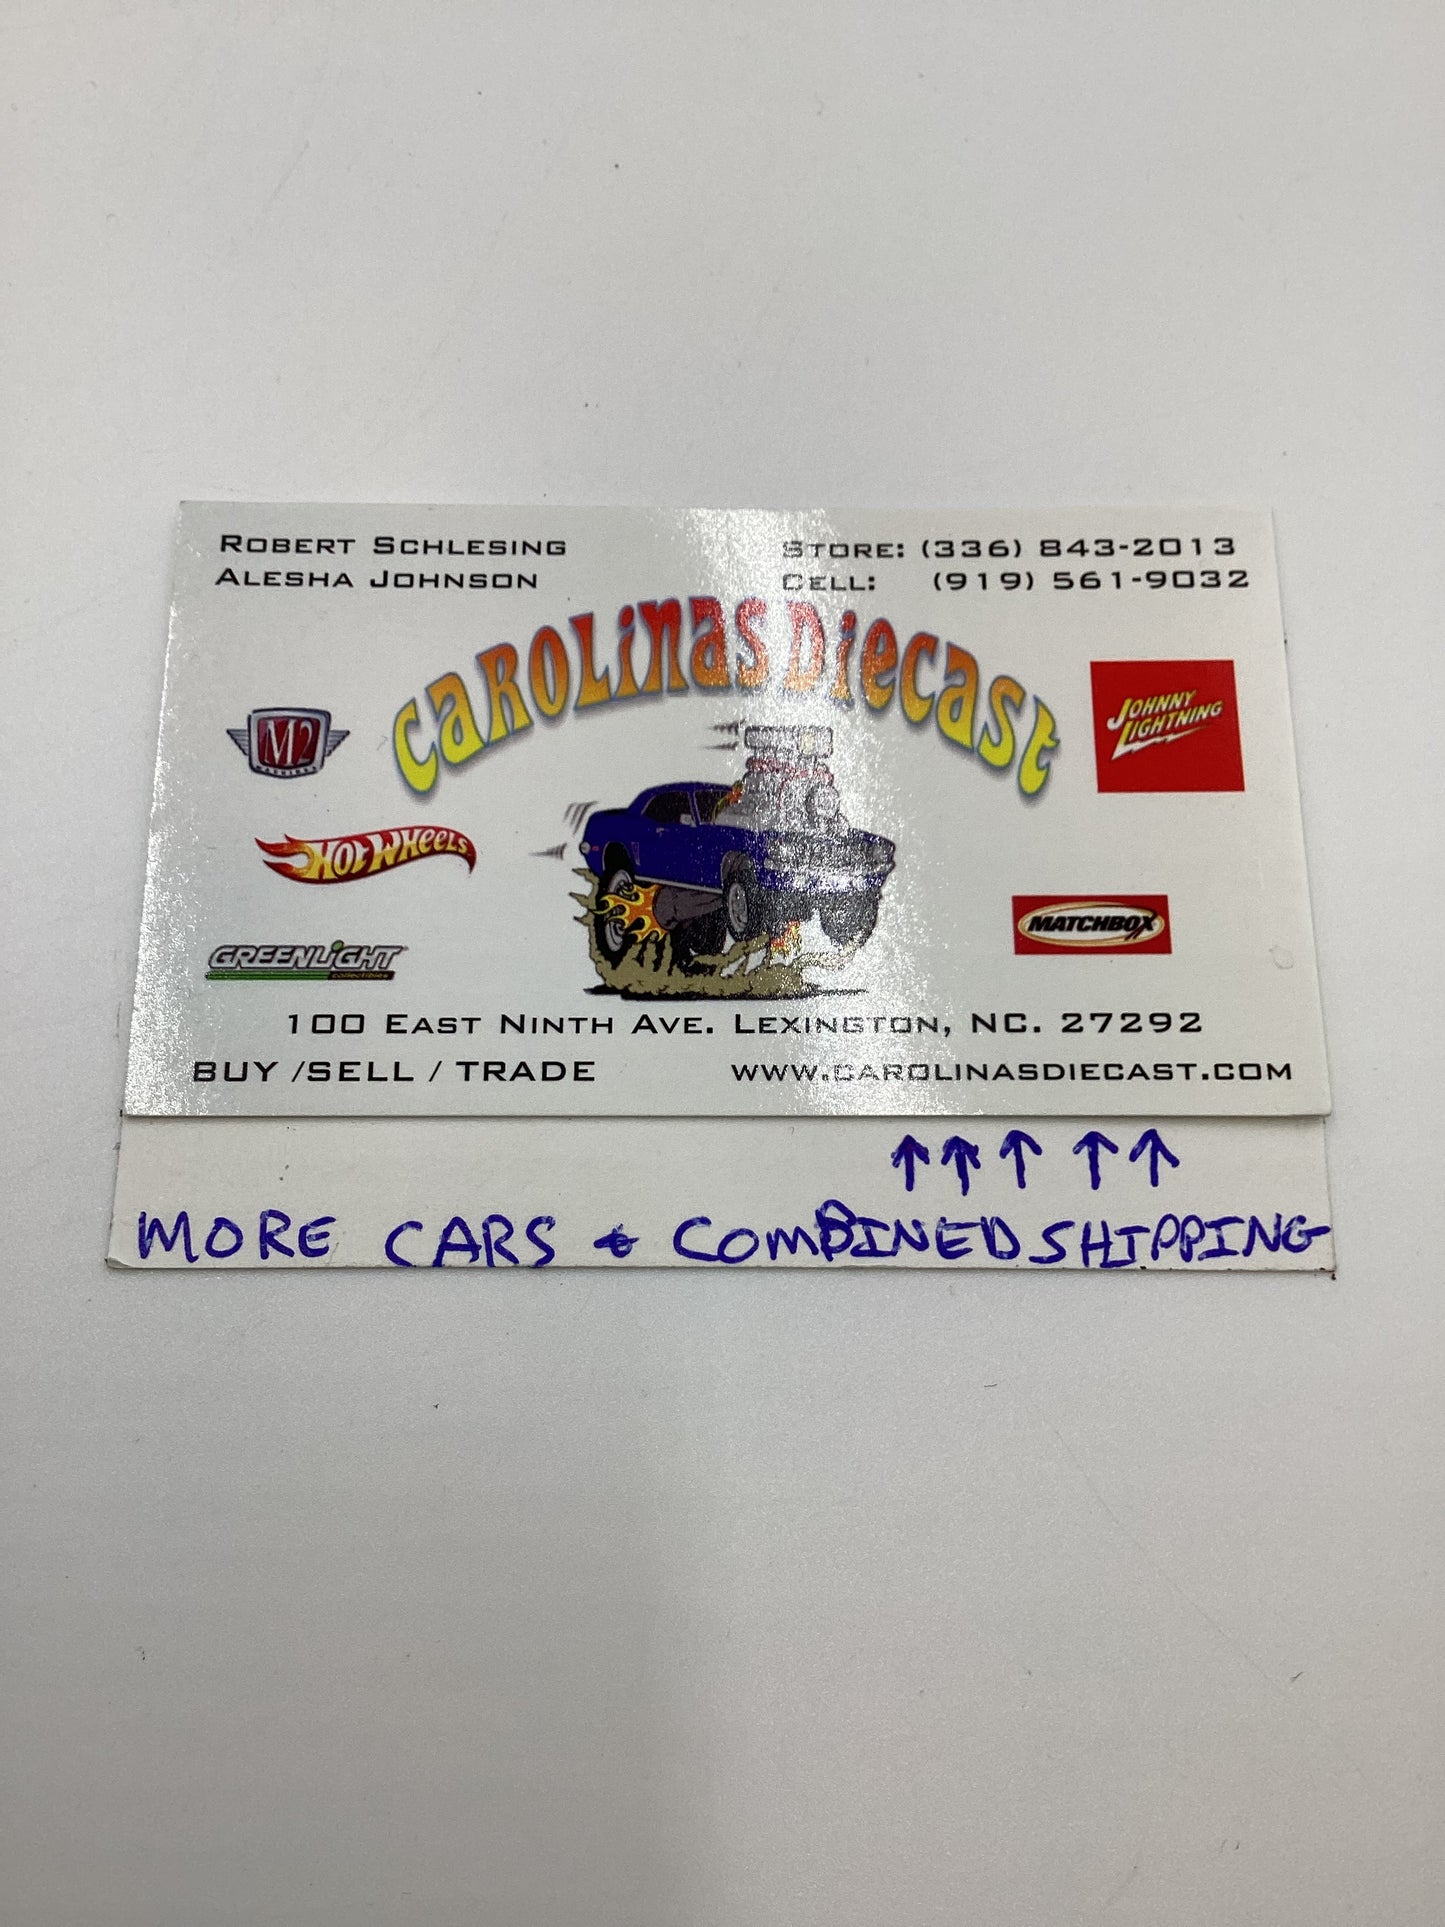 ROBERT SCHLESING
ALESHA JOHNSON
STORE: (336) 843-2013
CELL: (919) 561-9032
CAROLINAS DIECAST
M2
MACHINES
JOHNNY
LIGHTNING
HOT WHEELS
GREENLIGHT
collectibles
MATCHBOX
100 EAST NINTH AVE. LEXINGTON, NC. 27292
BUY /SELL / TRADE
WWW.CAROLINASDIECAST.COM
↑↑↑↑↑
MORE CARS & COMBINED SHIPPING